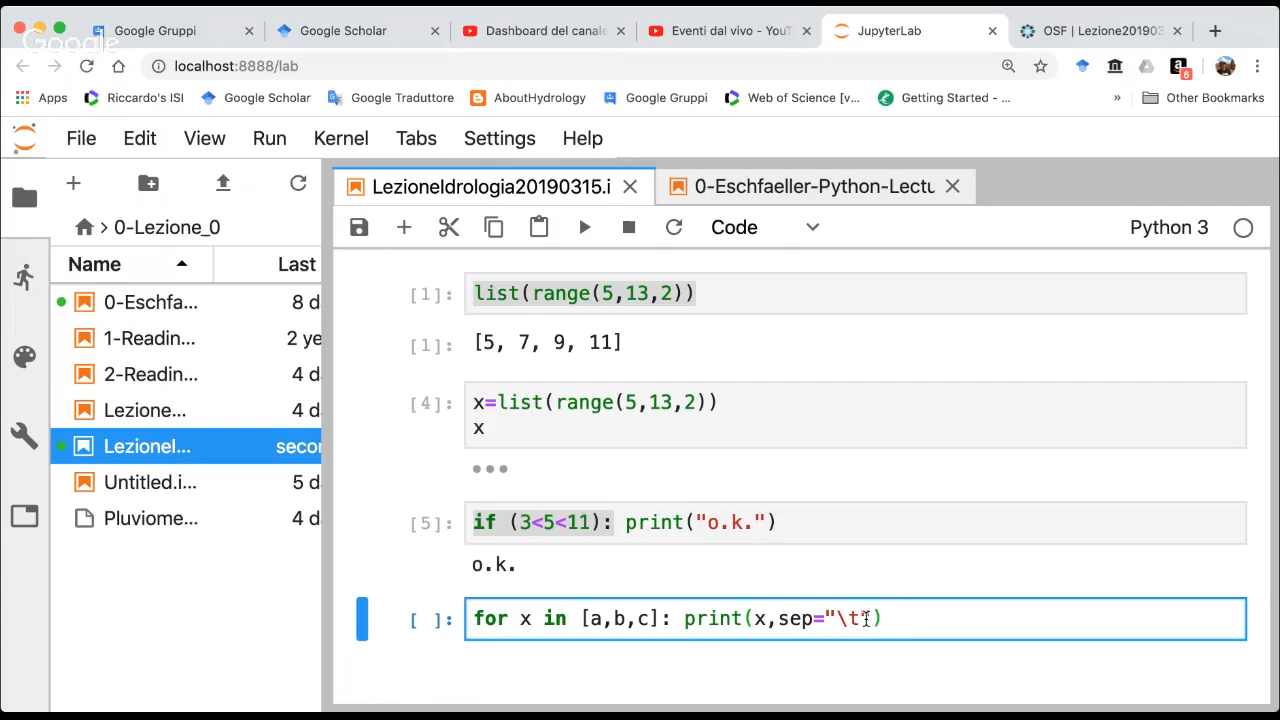 Google Gruppi
Google Scholar
Dashboard del canale
Eventi dal vivo - YouT
JupyterLab
OSF | Lezione201903
Google
localhost:8888/lab
6
Apps
Riccardo's ISI
Google Scholar
Google Traduttore
AboutHydrology
Google Gruppi
Web of Science [v...
Getting Started - ...
»
Other Bookmarks
File Edit View Run Kernel Tabs Settings Help
LezioneIdrologia20190315.i
0-Eschfaeller-Python-Lectu
> 0-Lezione_0
Code
Python 3
Name
Last
0-Eschfa... 8 d
1-Readin... 2 ye
2-Readin... 4 d
Lezione... 4 d
Lezionel... secon
Untitled.i... 5 d
Pluviome... 4 d
[1]: list(range(5,13,2))
[1]: [5, 7, 9, 11]
[4]: x=list(range(5,13,2))
x
[5]: if (3<5<11): print("o.k.")
o.k.
[ ]: for x in [a,b,c]: print(x,sep="\t")